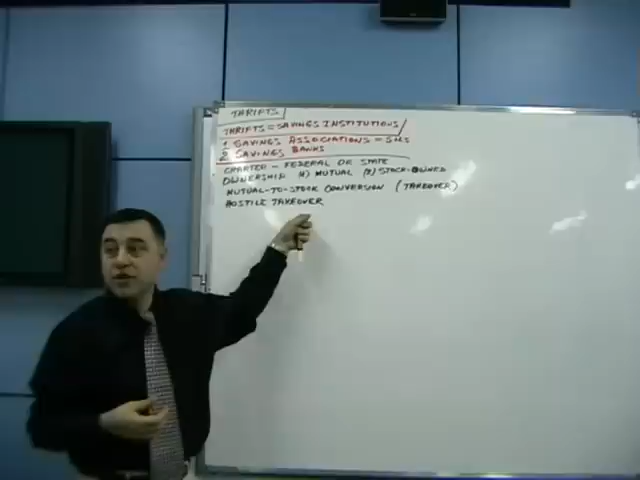 THRIFTS
THRIFTS = SAVINGS INSTITUTIONS
1 SAVINGS ASSOCIATIONS = S&LS
2 SAVINGS BANKS
CHARTER - FEDERAL OR STATE
OWNERSHIP (1) MUTUAL (2) STOCK-OWNED
MUTUAL-TO-STOCK CONVERSION (TAKEOVER)
HOSTILE TAKEOVER